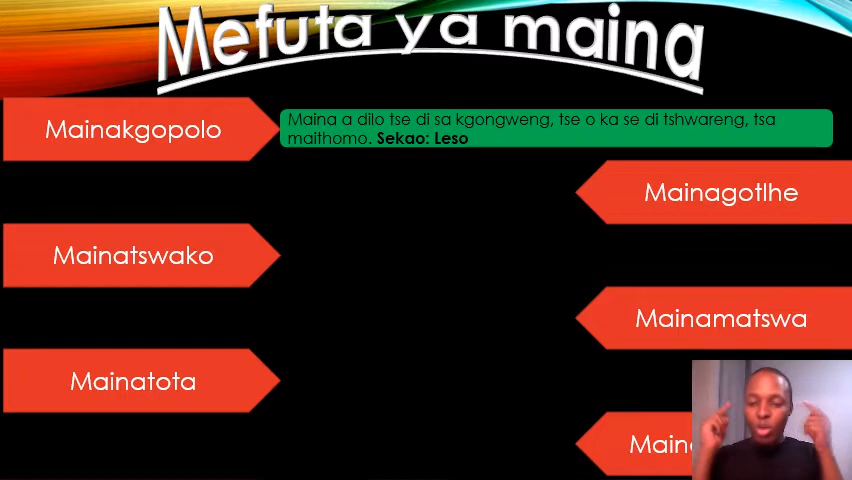 Mefuta ya maina
Mainakgopolo
Maina a dilo tse di sa kgongweng, tse o ka se di tshwareng, tsa
maithomo. Sekao: Leso
Mainagotlhe
Mainatswako
Mainamatswa
Mainatota